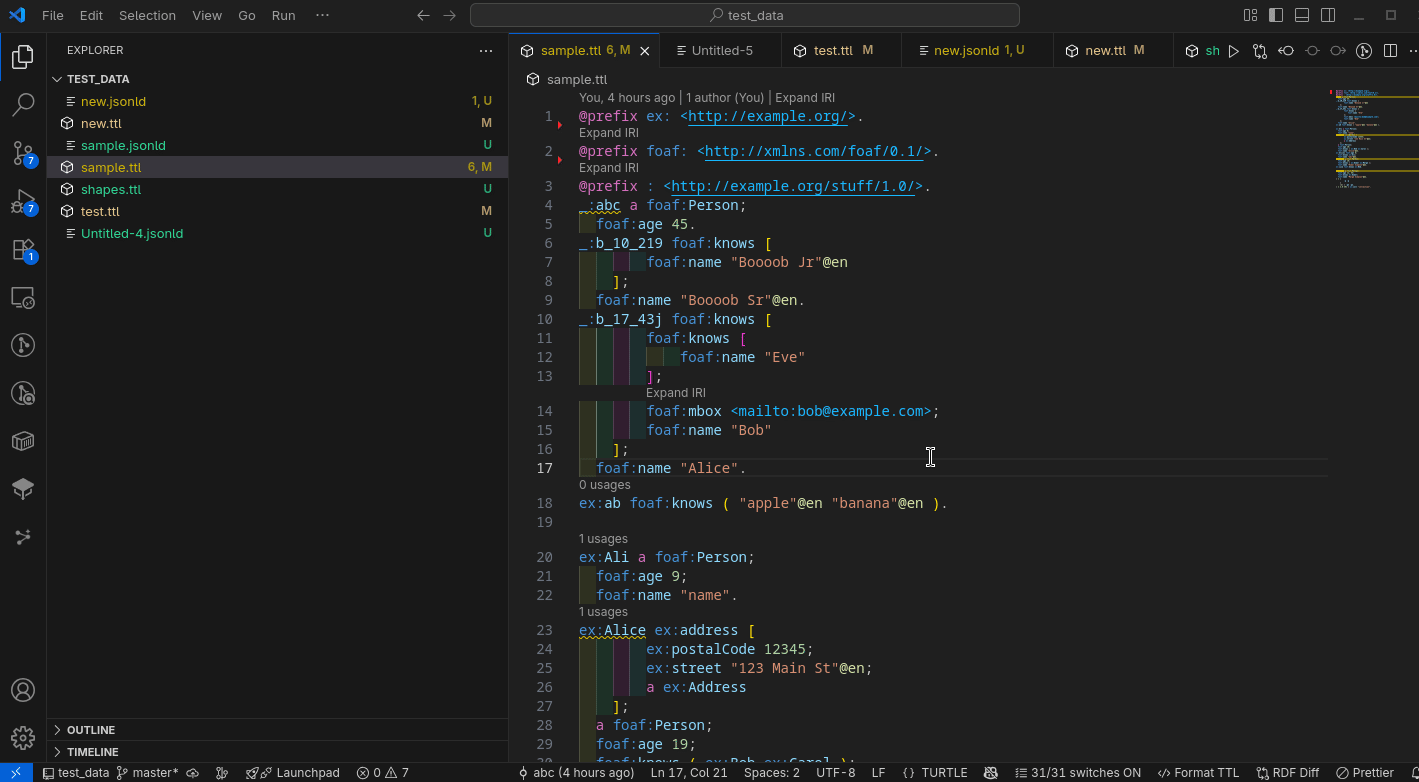 File Edit Selection View Go Run ··· test_data
EXPLORER ···
TEST_DATA
new.jsonld 1, U
new.ttl M
sample.jsonld U
sample.ttl 6, M
shapes.ttl U
test.ttl M
Untitled-4.jsonld U
7
7
1
OUTLINE
TIMELINE
sample.ttl 6, M Untitled-5 test.ttl M new.jsonld 1, U new.ttl M sh
sample.ttl
You, 4 hours ago | 1 author (You) | Expand IRI
1 @prefix ex: <http://example.org/>.
Expand IRI
2 @prefix foaf: <http://xmlns.com/foaf/0.1/>.
Expand IRI
3 @prefix : <http://example.org/stuff/1.0/>.
4 _:abc a foaf:Person;
5 foaf:age 45.
6 _:b_10_219 foaf:knows [
7 foaf:name "Boooob Jr"@en
8 ];
9 foaf:name "Boooob Sr"@en.
10 _:b_17_43j foaf:knows [
11 foaf:knows [
12 foaf:name "Eve"
13 ];
Expand IRI
14 foaf:mbox <mailto:bob@example.com>;
15 foaf:name "Bob"
16 ];
17 foaf:name "Alice".
0 usages
18 ex:ab foaf:knows ( "apple"@en "banana"@en ).
19
1 usages
20 ex:Ali a foaf:Person;
21 foaf:age 9;
22 foaf:name "name".
1 usages
23 ex:Alice ex:address [
24 ex:postalCode 12345;
25 ex:street "123 Main St"@en;
26 a ex:Address
27 ];
28 a foaf:Person;
29 foaf:age 19;
foaf:knows ( ex:Bob ex:Carol );
test_data master* Launchpad 0 7 abc (4 hours ago) Ln 17, Col 21 Spaces: 2 UTF-8 LF {} TURTLE 31/31 switches ON Format TTL RDF Diff Prettier